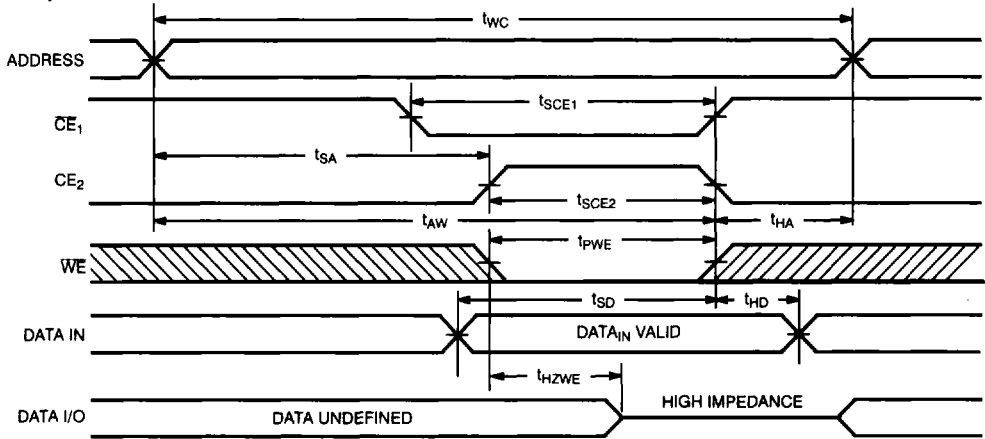 tWC
ADDRESS
tSCE1
CE1
tSA
CE2
tSCE2
tAW
tHA
tPWE
WE
tSD
tHD
DATA IN
DATAIN VALID
tHZWE
HIGH IMPEDANCE
DATA I/O
DATA UNDEFINED